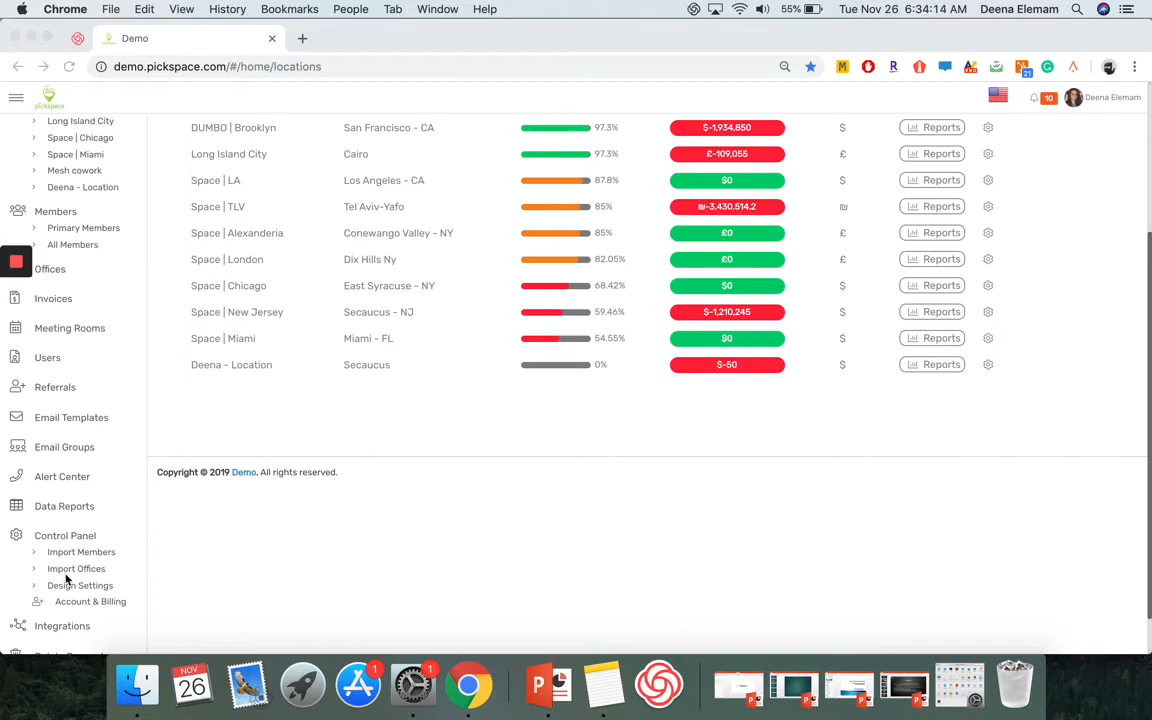 Chrome File Edit View History Bookmarks People Tab Window Help 55% Tue Nov 26 6:34:14 AM Deena Elemam
Demo
demo.pickspace.com/#/home/locations
21
pickspace
10 Deena Elemam
Long Island City
Space | Chicago
Space | Miami
Mesh cowork
Deena - Location
Members
Primary Members
All Members
Offices
Invoices
Meeting Rooms
Users
Referrals
Email Templates
Email Groups
Alert Center
Data Reports
Control Panel
Import Members
Import Offices
Design Settings
Account & Billing
Integrations
DUMBO | Brooklyn San Francisco - CA 97.3% $-1,934,850 $ Reports
Long Island City Cairo 97.3% £-109,055 £ Reports
Space | LA Los Angeles - CA 87.8% $0 $ Reports
Space | TLV Tel Aviv-Yafo 85% ₪-3,430,514.2 ₪ Reports
Space | Alexanderia Conewango Valley - NY 85% £0 £ Reports
Space | London Dix Hills Ny 82.05% £0 £ Reports
Space | Chicago East Syracuse - NY 68.42% $0 $ Reports
Space | New Jersey Secaucus - NJ 59.46% $-1,210,245 $ Reports
Space | Miami Miami - FL 54.55% $0 $ Reports
Deena - Location Secaucus 0% $-50 $ Reports
Copyright © 2019 Demo. All rights reserved.
NOV
26
1
1